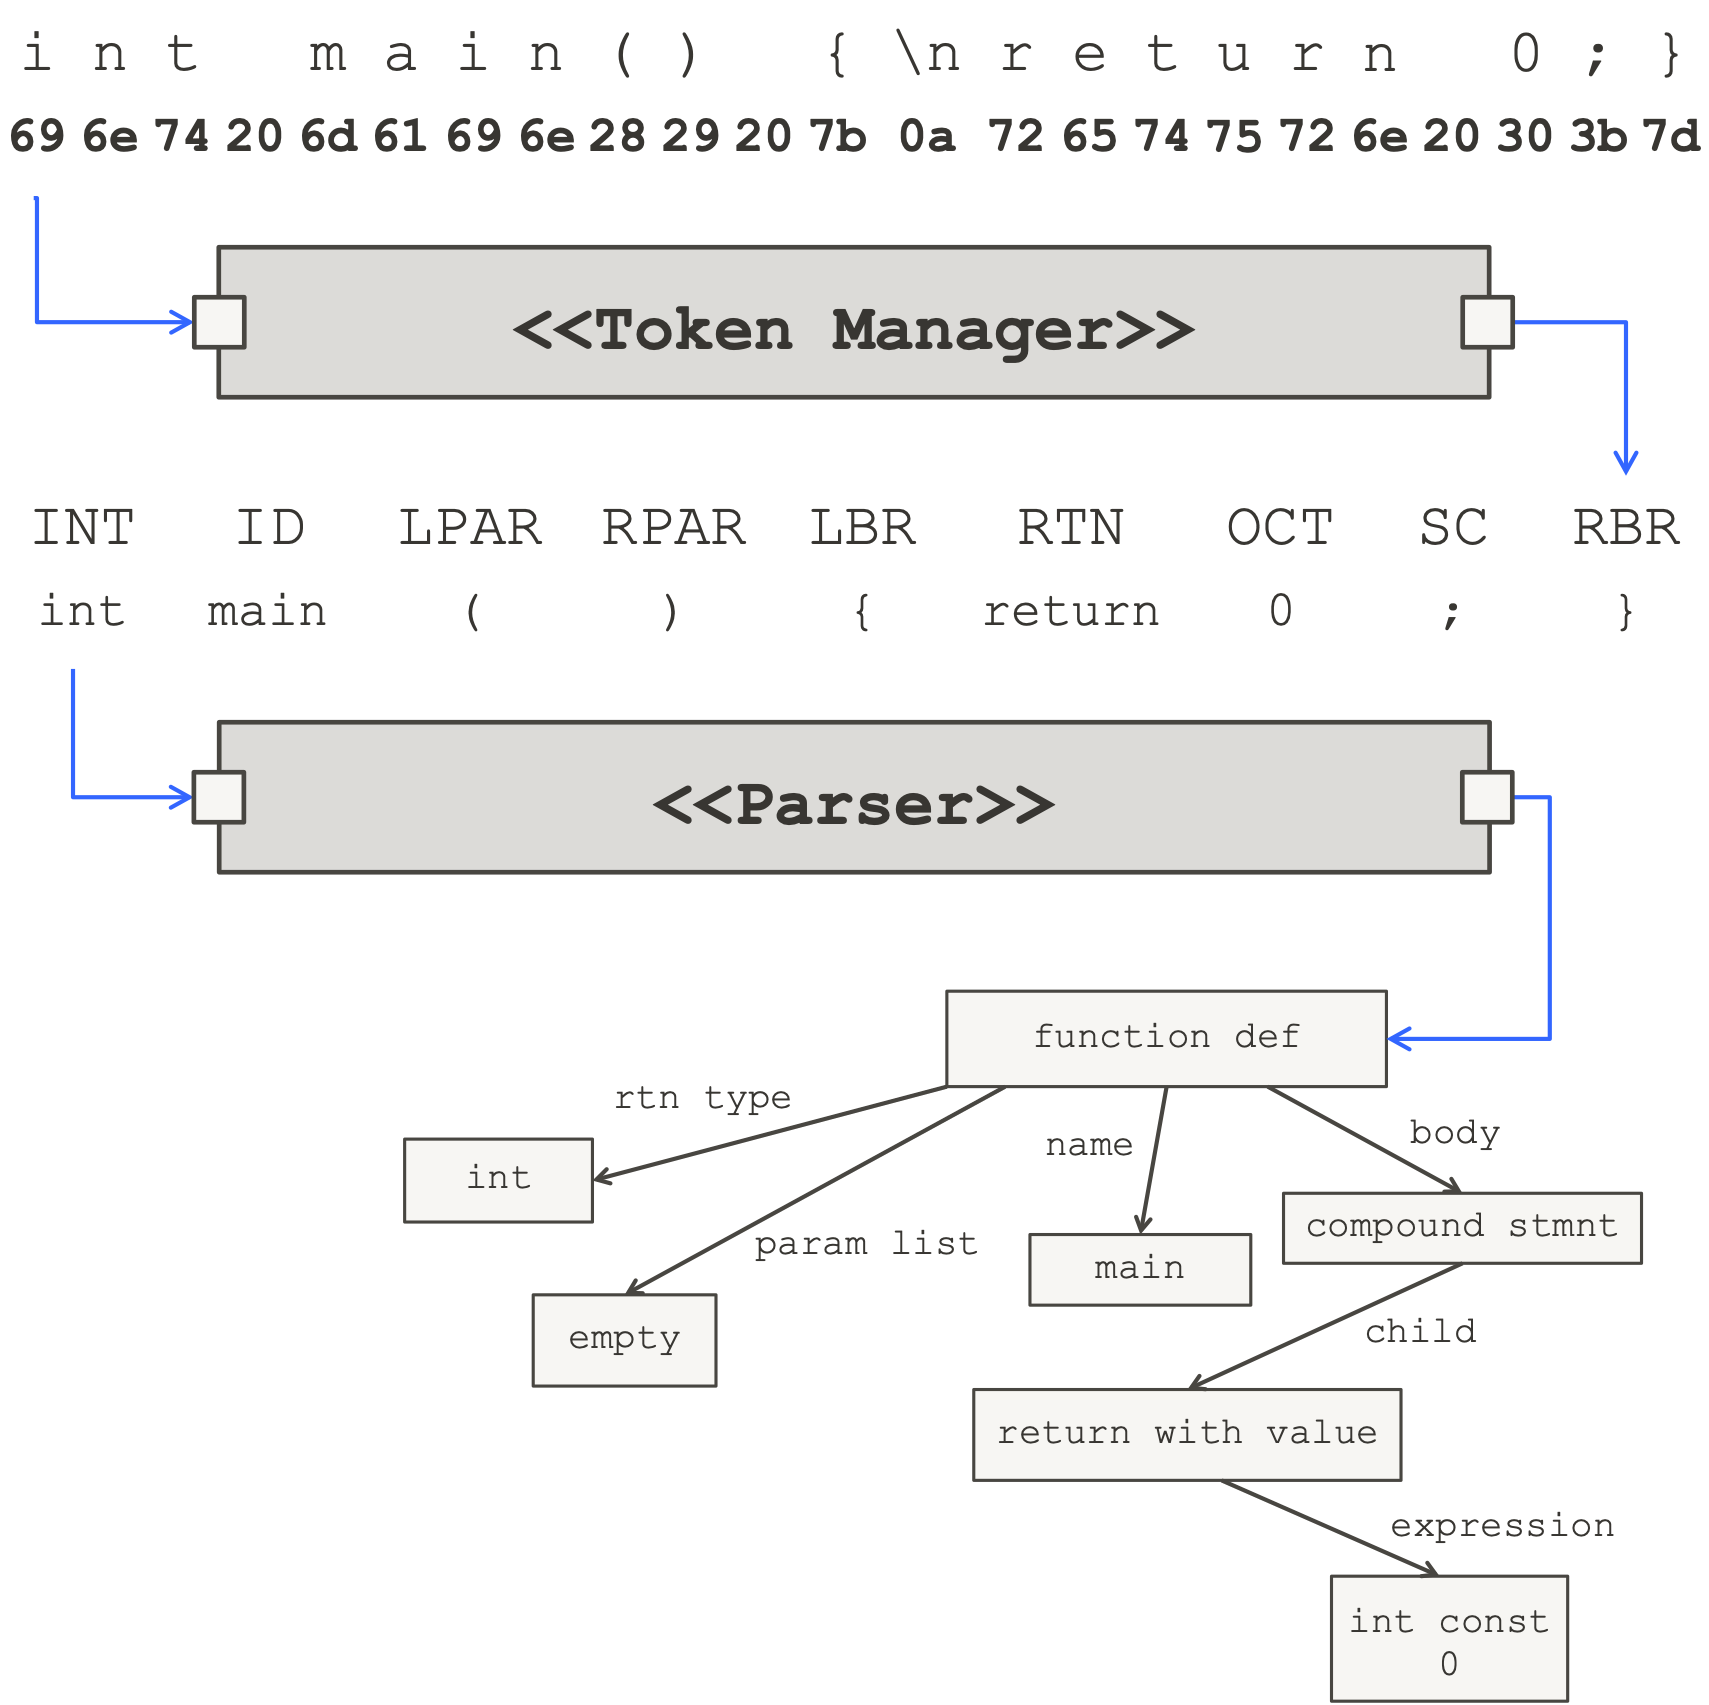 i n t   m a i n ( )   { \n r e t u r n   0 ; }
69 6e 74 20 6d 61 69 6e 28 29 20 7b 0a 72 65 74 75 72 6e 20 30 3b 7d
<<Token Manager>>
INT ID LPAR RPAR LBR RTN OCT SC RBR
int main ( ) { return 0 ; }
<<Parser>>
function def
rtn type
name
body
int
compound stmnt
param list
main
empty
child
return with value
expression
int const
0